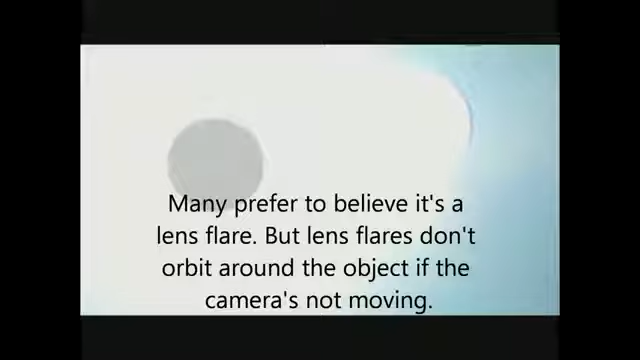 Many prefer to believe it's a
lens flare. But lens flares don't
orbit around the object if the
camera's not moving.